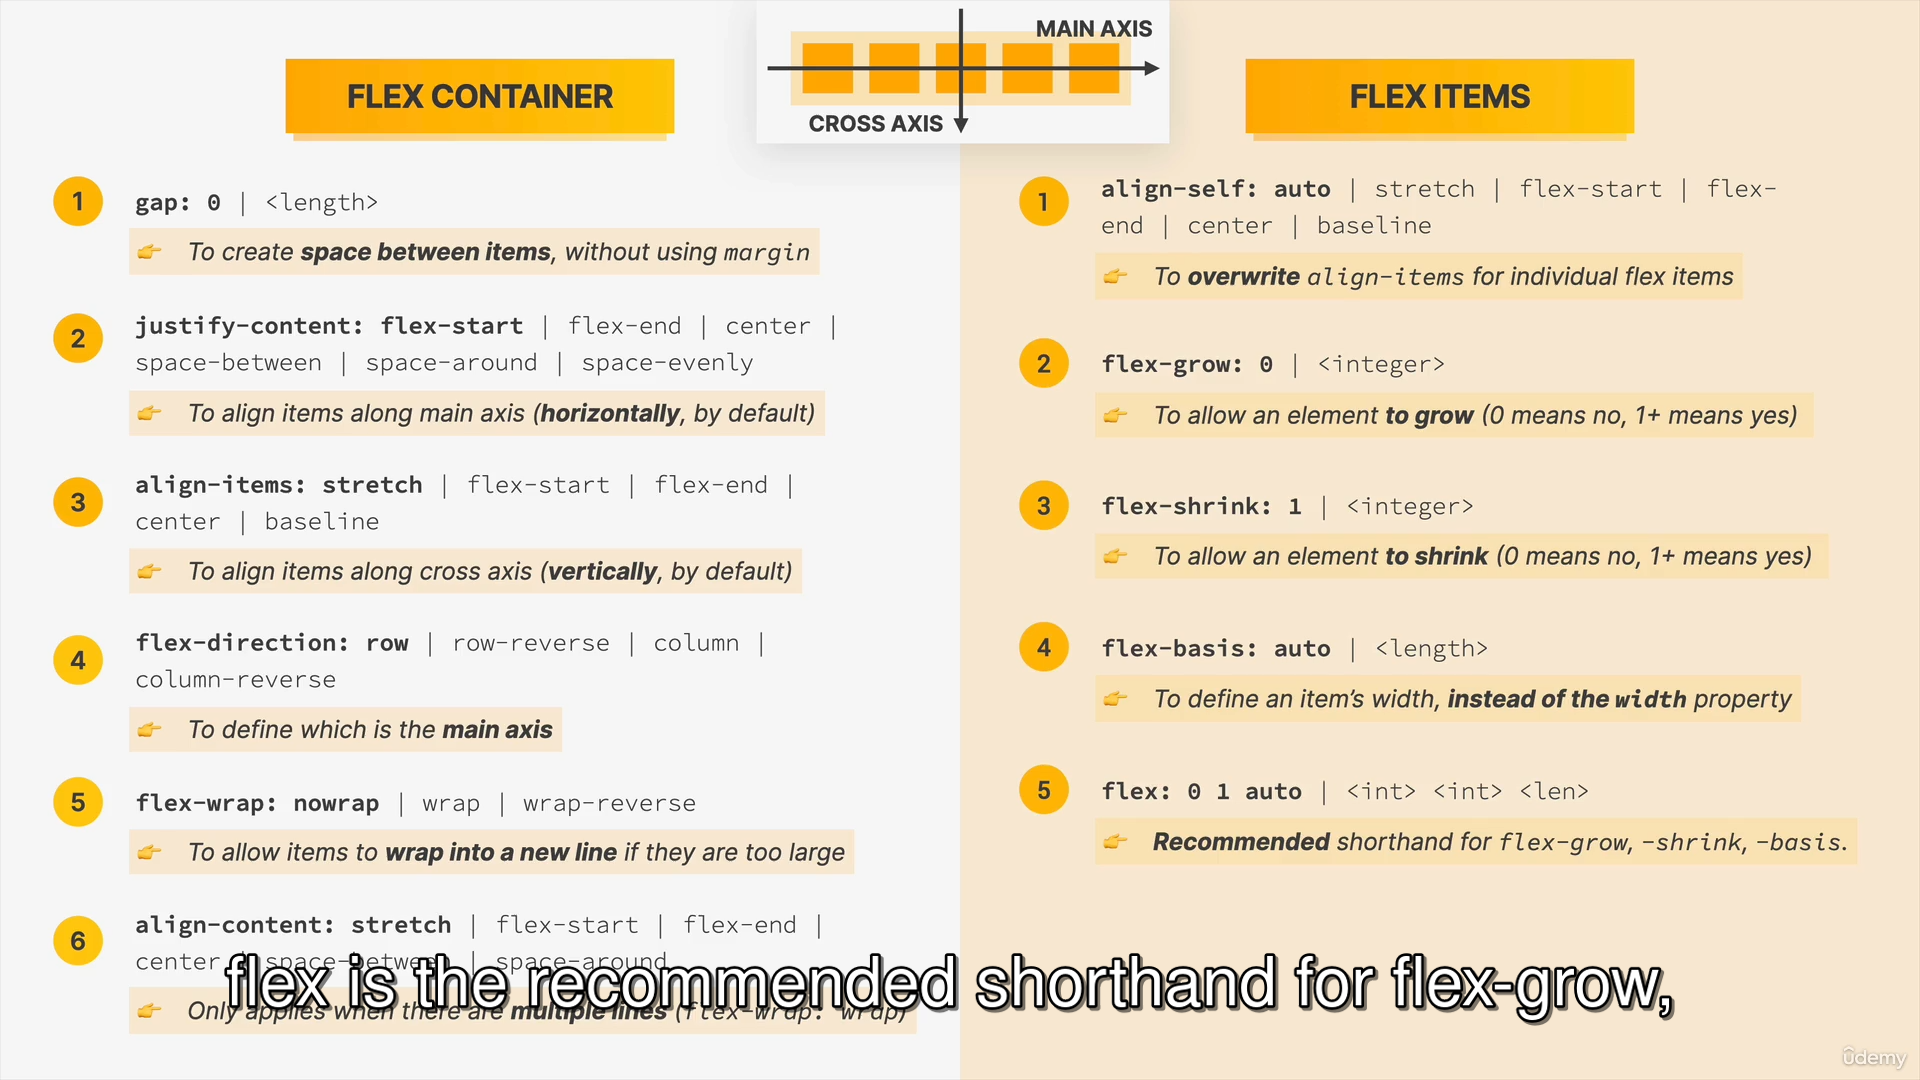 MAIN AXIS
CROSS AXIS
FLEX CONTAINER
1
gap: 0 | <length>
👉 To create space between items, without using margin
2
justify-content: flex-start | flex-end | center |
space-between | space-around | space-evenly
👉 To align items along main axis (horizontally, by default)
3
align-items: stretch | flex-start | flex-end |
center | baseline
👉 To align items along cross axis (vertically, by default)
4
flex-direction: row | row-reverse | column |
column-reverse
👉 To define which is the main axis
5
flex-wrap: nowrap | wrap | wrap-reverse
👉 To allow items to wrap into a new line if they are too large
6
align-content: stretch | flex-start | flex-end |
center | space-between | space-around
👉 Only applies when there are multiple lines (flex-wrap: wrap)
FLEX ITEMS
1
align-self: auto | stretch | flex-start | flex-
end | center | baseline
👉 To overwrite align-items for individual flex items
2
flex-grow: 0 | <integer>
👉 To allow an element to grow (0 means no, 1+ means yes)
3
flex-shrink: 1 | <integer>
👉 To allow an element to shrink (0 means no, 1+ means yes)
4
flex-basis: auto | <length>
👉 To define an item’s width, instead of the width property
5
flex: 0 1 auto | <int> <int> <len>
👉 Recommended shorthand for flex-grow, -shrink, -basis.
flex is the recommended shorthand for flex-grow,
ûdemy